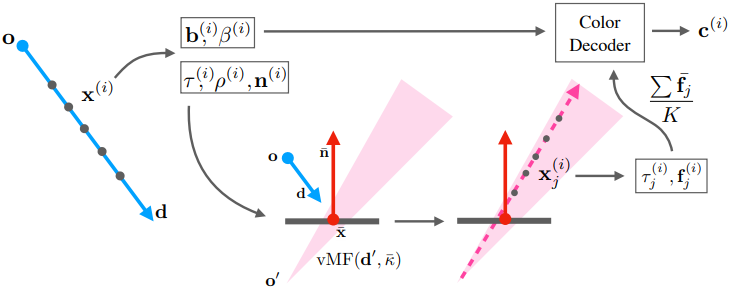 o
x^(i)
d
b^(i), β^(i)
τ^(i), ρ^(i), n^(i)
Color
Decoder
c^(i)
∑ f̄_j
K
o
d
n̄
x̄
vMF(d′, κ̄)
o′
x_j^(i)
τ_j^(i), f_j^(i)